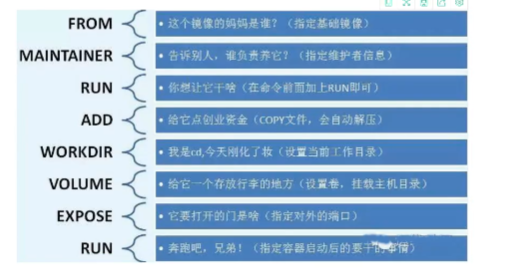 FROM
• 这个镜像的妈妈是谁？（指定基础镜像）
MAINTAINER
• 告诉别人，谁负责养它？（指定维护者信息）
RUN
• 你想让它干啥（在命令前面加上RUN即可）
ADD
• 给它点创业资金（COPY文件，会自动解压）
WORKDIR
• 我是cd,今天刚化了妆（设置当前工作目录）
VOLUME
• 给它一个存放行李的地方（设置卷，挂载主机目录）
EXPOSE
• 它要打开的门是啥（指定对外的端口）
RUN
• 奔跑吧，兄弟！（指定容器启动后的要干的事情）